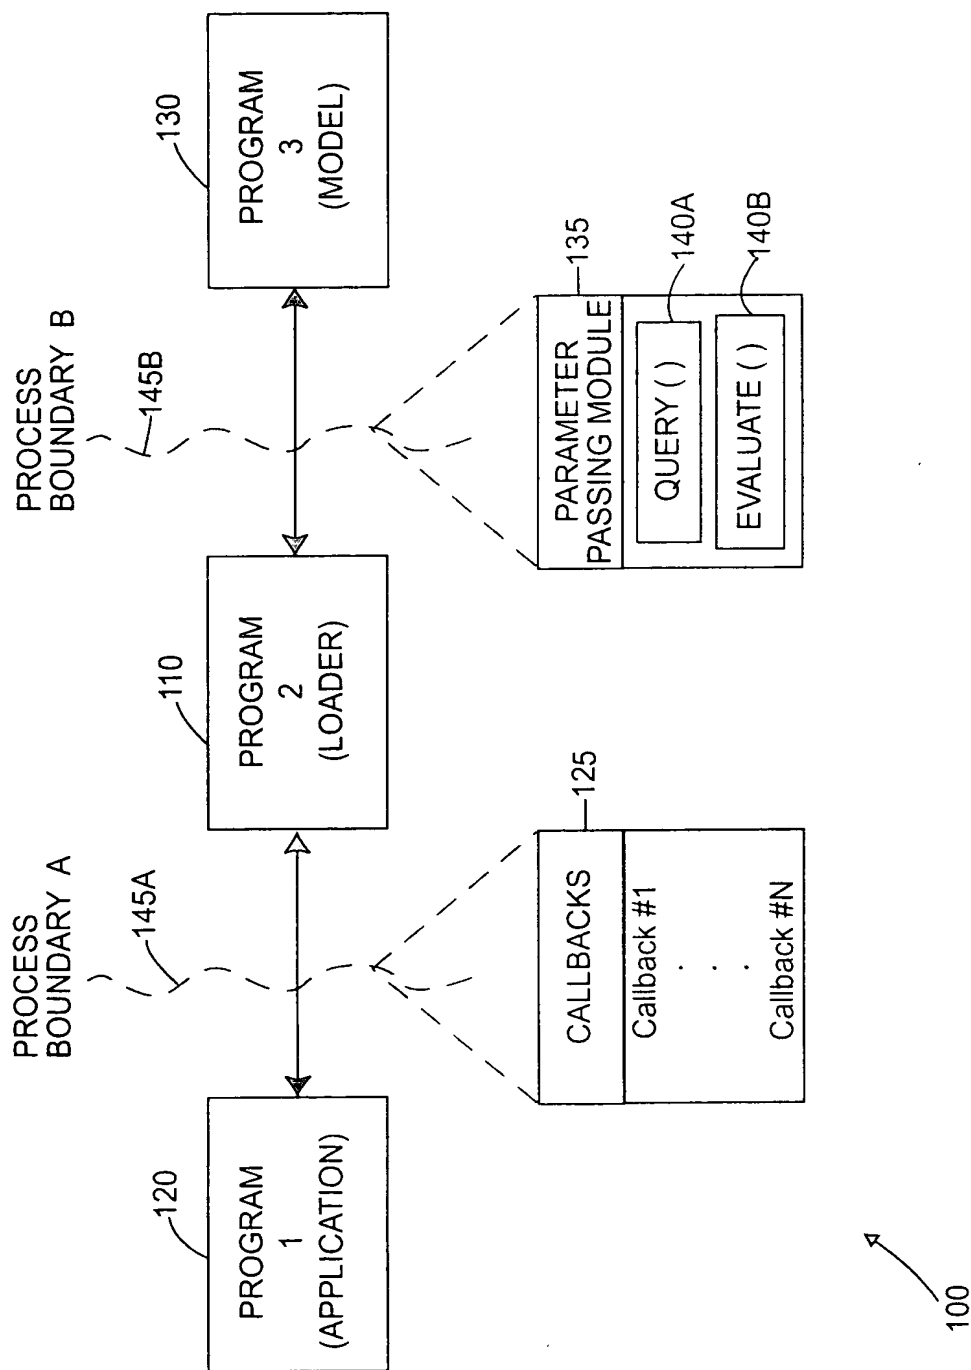 PROCESS
BOUNDARY A
145A
PROCESS
BOUNDARY B
145B
120
PROGRAM
1
(APPLICATION)
110
PROGRAM
2
(LOADER)
130
PROGRAM
3
(MODEL)
CALLBACKS
125
Callback #1
. . .
Callback #N
PARAMETER
PASSING MODULE
135
QUERY ( )
140A
EVALUATE ( )
140B
100